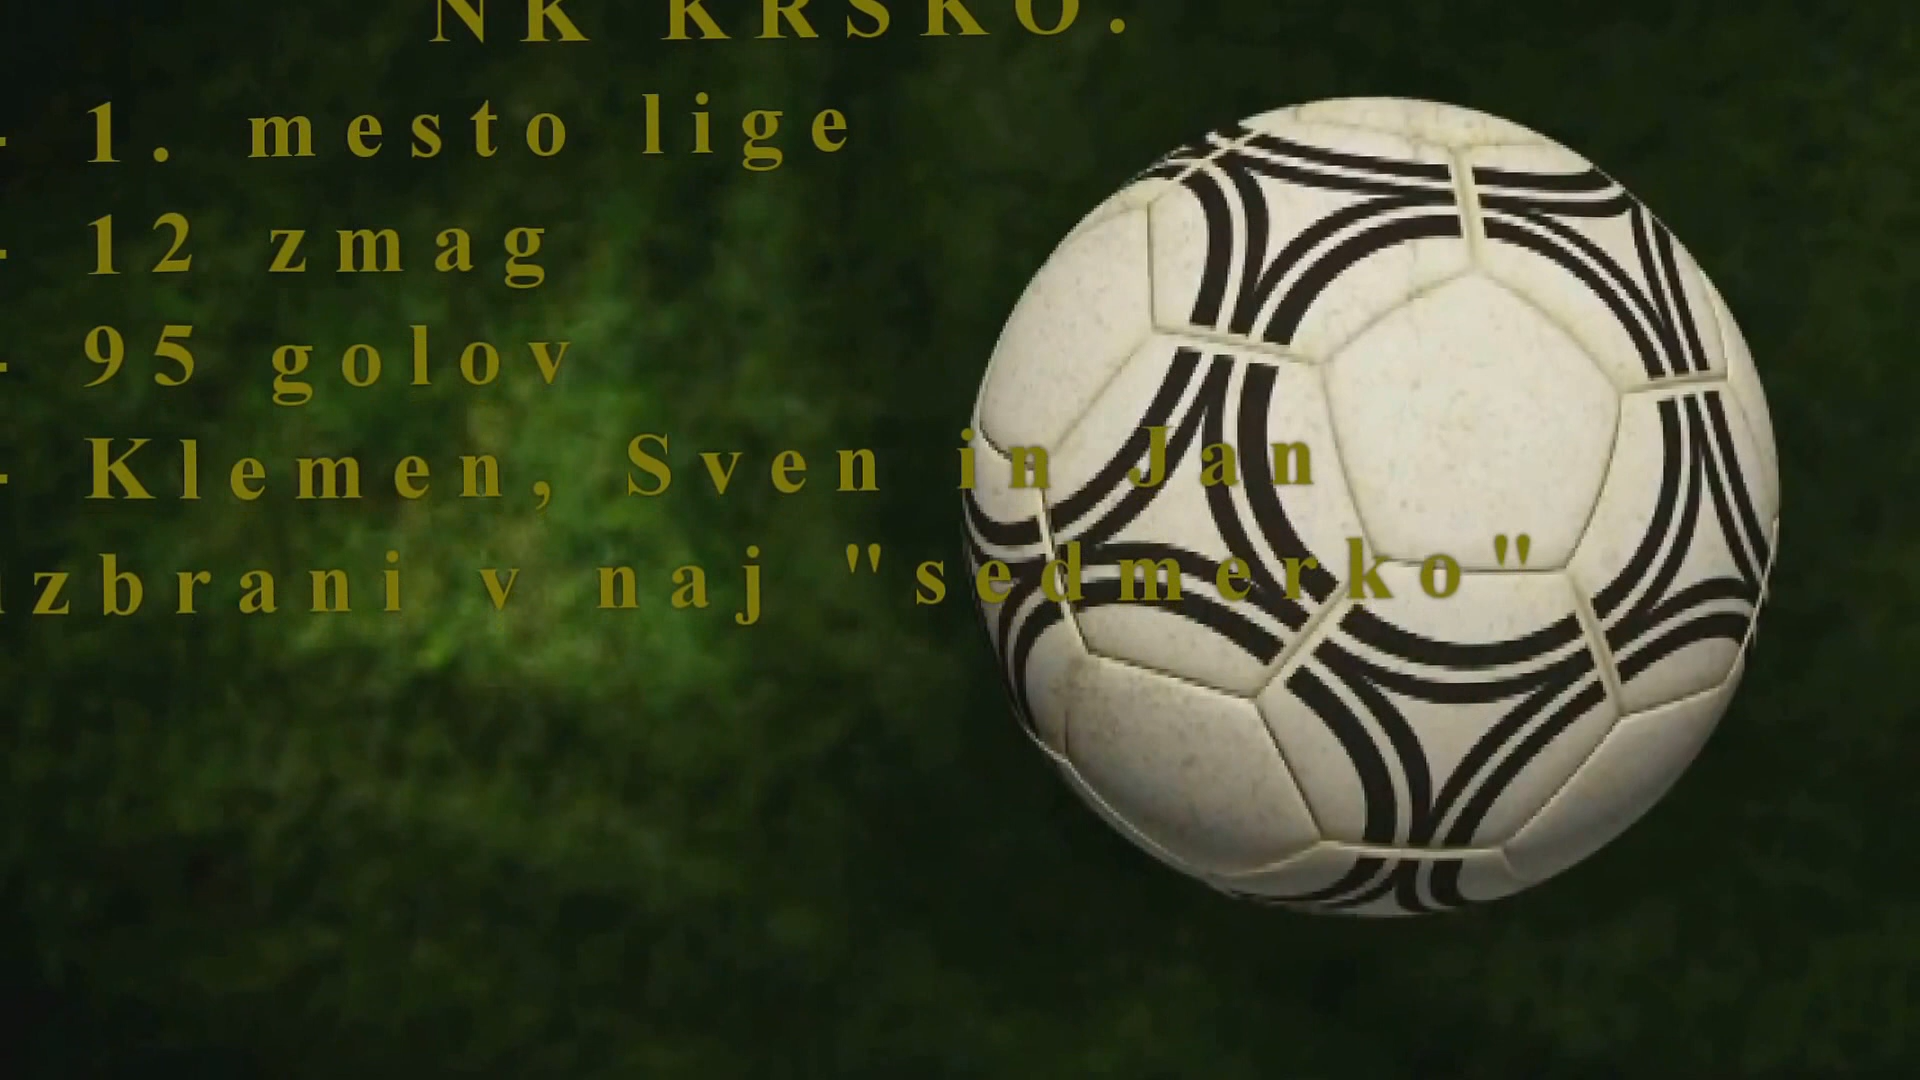 NK KRŠKO.
- 1. mesto lige
- 12 zmag
- 95 golov
- Klemen, Sven in Jan
izbrani v naj "sedmerko"